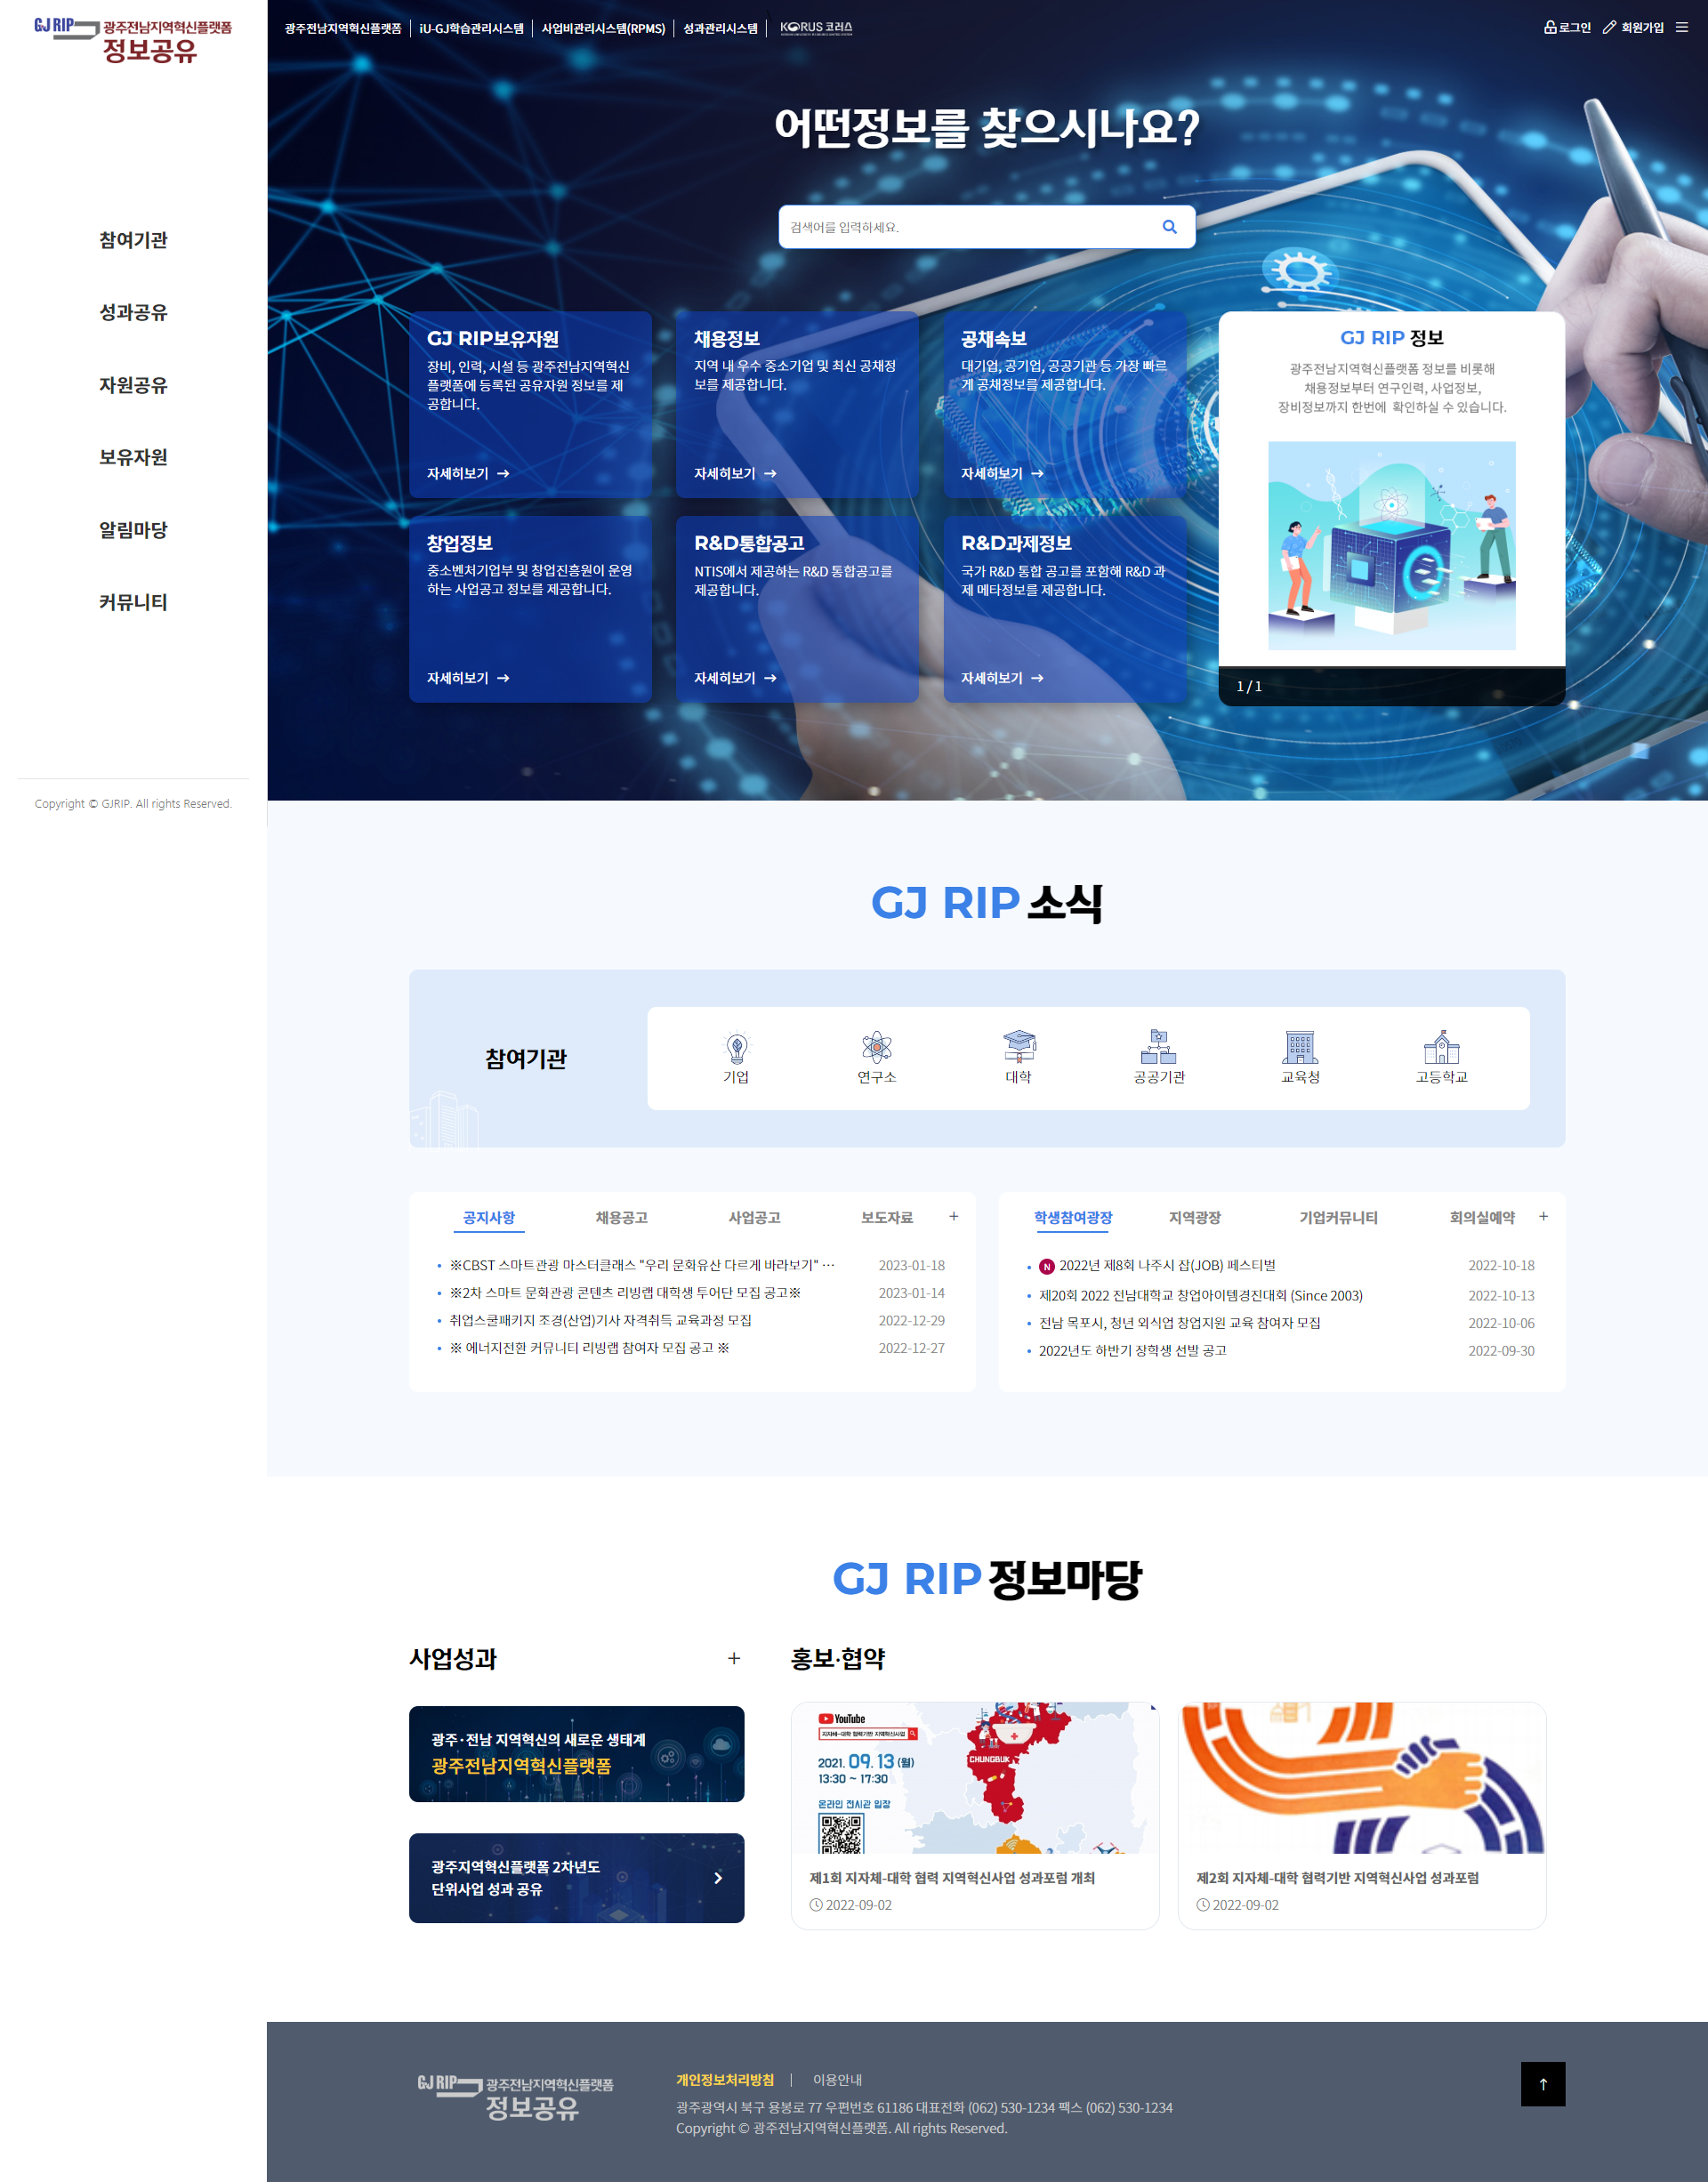 GJ RIP 광주전남지역혁신플랫폼
정보공유
참여기관
성과공유
자원공유
보유자원
알림마당
커뮤니티
Copyright © GJRIP. All rights Reserved.
광주전남지역혁신플랫폼 iU-GJ학습관리시스템 사업비관리시스템(RPMS) 성과관리시스템 KORUS 코러스
로그인 회원가입
어떤정보를 찾으시나요?
검색어를 입력하세요.
GJ RIP보유자원
장비, 인력, 시설 등 광주전남지역혁신
플랫폼에 등록된 공유자원 정보를 제
공합니다.
자세히보기
채용정보
지역 내 우수 중소기업 및 최신 공채정
보를 제공합니다.
자세히보기
공채속보
대기업, 공기업, 공공기관 등 가장 빠르
게 공채정보를 제공합니다.
자세히보기
창업정보
중소벤처기업부 및 창업진흥원이 운영
하는 사업공고 정보를 제공합니다.
자세히보기
R&D통합공고
NTIS에서 제공하는 R&D 통합공고를
제공합니다.
자세히보기
R&D과제정보
국가 R&D 통합 공고를 포함해 R&D 과
제 메타정보를 제공합니다.
자세히보기
GJ RIP 정보
광주전남지역혁신플랫폼 정보를 비롯해
채용정보부터 연구인력, 사업정보,
장비정보까지 한번에 확인하실 수 있습니다.
1 / 1
GJ RIP 소식
참여기관
기업 연구소 대학 공공기관 교육청 고등학교
공지사항 채용공고 사업공고 보도자료 +
※CBST 스마트관광 마스터클래스 "우리 문화유산 다르게 바라보기" ⋯ 2023-01-18
※2차 스마트 문화관광 콘텐츠 리빙랩 대학생 투어단 모집 공고※ 2023-01-14
취업스쿨패키지 조경(산업)기사 자격취득 교육과정 모집 2022-12-29
※ 에너지전환 커뮤니티 리빙랩 참여자 모집 공고 ※ 2022-12-27
학생참여광장 지역광장 기업커뮤니티 회의실예약 +
N 2022년 제8회 나주시 잡(JOB) 페스티벌 2022-10-18
제20회 2022 전남대학교 창업아이템경진대회 (Since 2003) 2022-10-13
전남 목포시, 청년 외식업 창업지원 교육 참여자 모집 2022-10-06
2022년도 하반기 장학생 선발 공고 2022-09-30
GJ RIP 정보마당
사업성과 +
광주·전남 지역혁신의 새로운 생태계
광주전남지역혁신플랫폼
광주지역혁신플랫폼 2차년도
단위사업 성과 공유
홍보·협약
YouTube
지자체-대학 협력기반 지역혁신사업
2021. 09. 13 (월)
13:30 ~ 17:30
온라인 전시관 입장
CHUNGBUK
제1회 지자체-대학 협력 지역혁신사업 성과포럼 개최
2022-09-02
제2회 지자체-대학 협력기반 지역혁신사업 성과포럼
2022-09-02
GJ RIP 광주전남지역혁신플랫폼
정보공유
개인정보처리방침 이용안내
광주광역시 북구 용봉로 77 우편번호 61186 대표전화 (062) 530-1234 팩스 (062) 530-1234
Copyright © 광주전남지역혁신플랫폼. All rights Reserved.